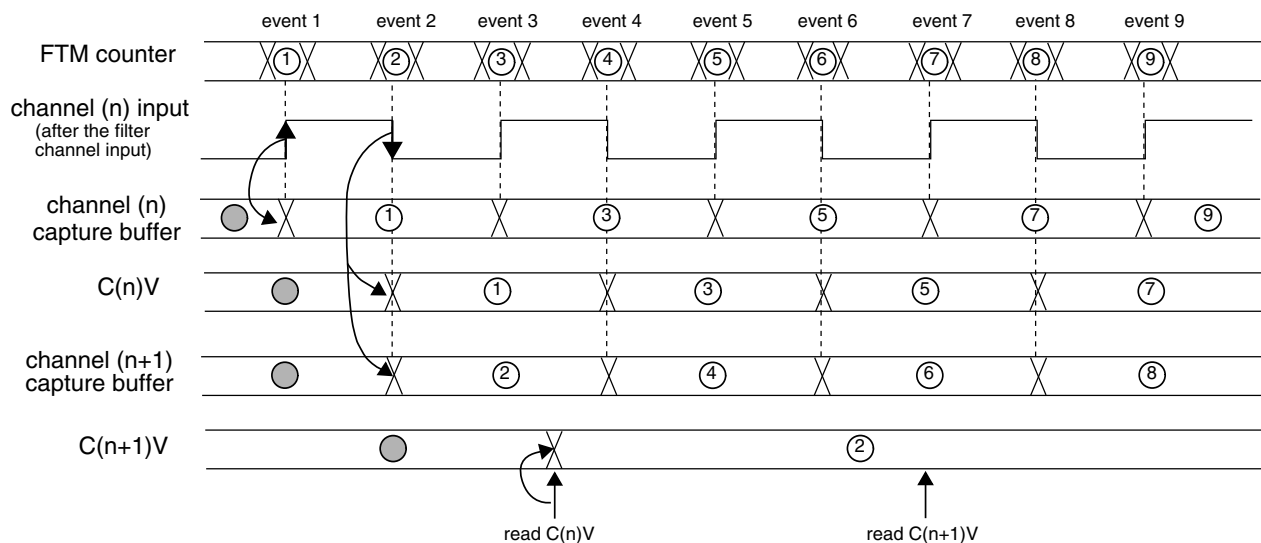 event 1 event 2 event 3 event 4 event 5 event 6 event 7 event 8 event 9
FTM counter
1 2 3 4 5 6 7 8 9
channel (n) input
(after the filter
channel input)
channel (n)
capture buffer
1 3 5 7 9
C(n)V
1 3 5 7
channel (n+1)
capture buffer
2 4 6 8
C(n+1)V
2
read C(n)V read C(n+1)V